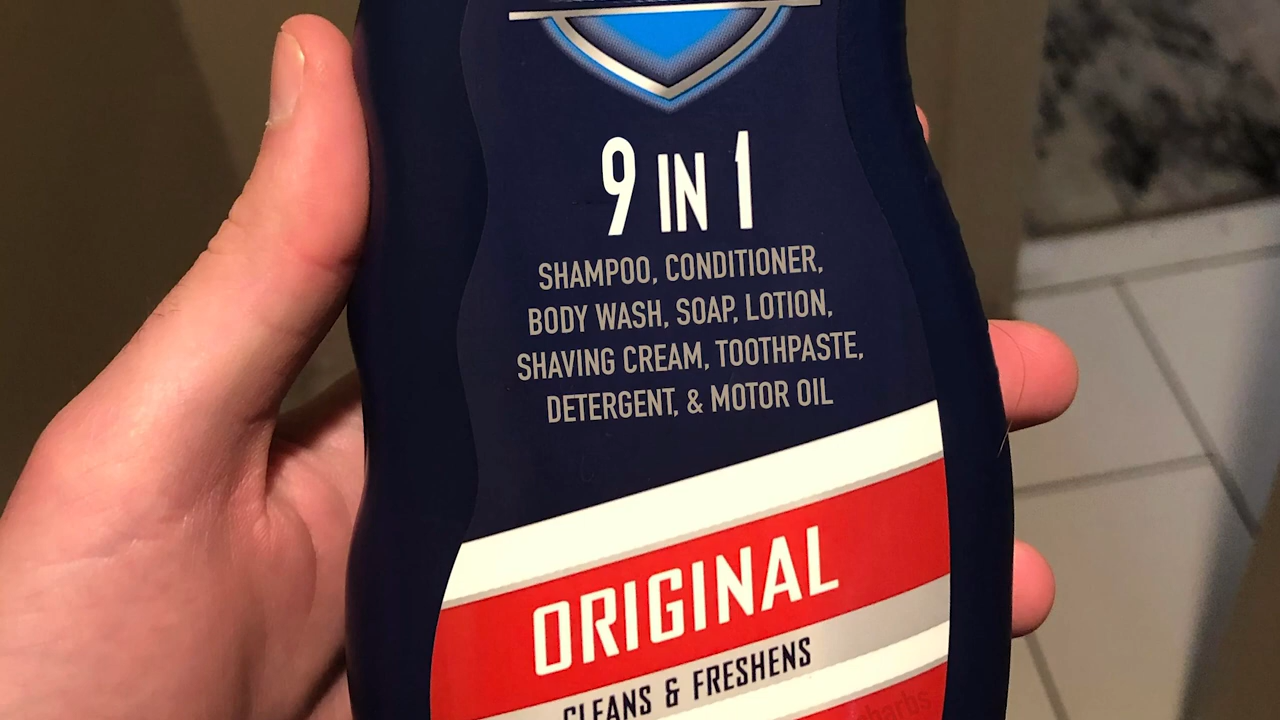 9 IN 1
SHAMPOO, CONDITIONER,
BODY WASH, SOAP, LOTION,
SHAVING CREAM, TOOTHPASTE,
DETERGENT, & MOTOR OIL
ORIGINAL
CLEANS & FRESHENS